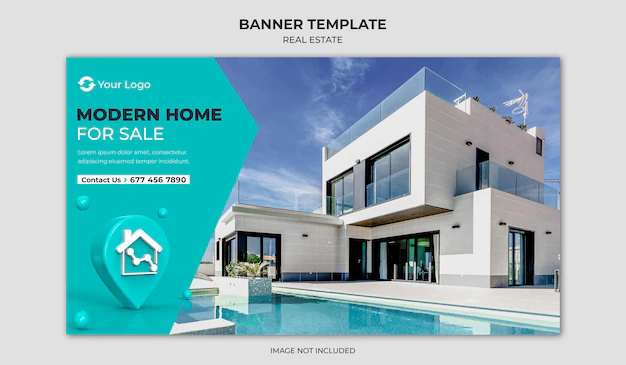 BANNER TEMPLATE
REAL ESTATE
Your Logo
MODERN HOME
FOR SALE
Lorem ipsum dolor sit amet, consectetur
adipiscing tempor incididunt.
Contact Us > 677 456 7890
IMAGE NOT INCLUDED